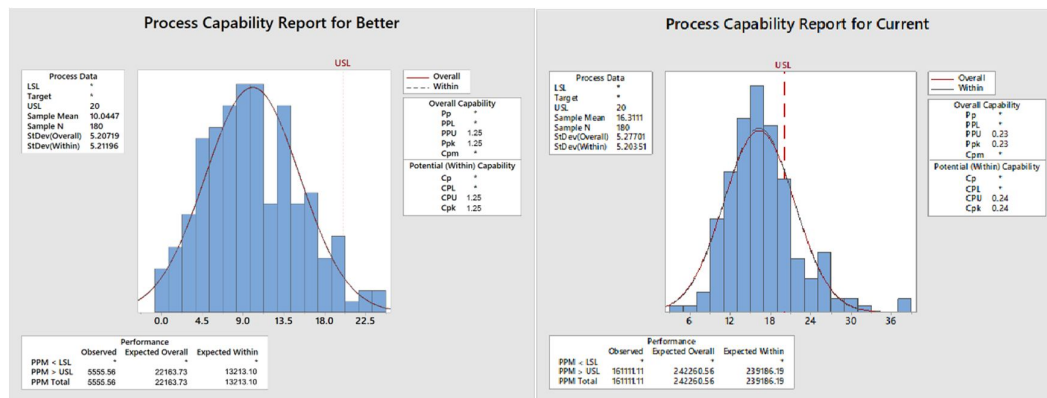 Process Capability Report for Better
USL
Process Data
LSL *
Target *
USL 20
Sample Mean 10.0447
Sample N 180
StDev(Overall) 5.20719
StDev(Within) 5.21196
Overall
Within
Overall Capability
Pp *
PPL *
PPU 1.25
Ppk 1.25
Cpm *
Potential (Within) Capability
Cp *
CPL *
CPU 1.25
Cpk 1.25
0.0 4.5 9.0 13.5 18.0 22.5
Performance
Observed Expected Overall Expected Within
PPM < LSL * * *
PPM > USL 5555.56 22163.73 13213.10
PPM Total 5555.56 22163.73 13213.10
Process Capability Report for Current
USL
Process Data
LSL *
Target *
USL 20
Sample Mean 16.3111
Sample N 180
StDev(Overall) 5.27701
StDev(Within) 5.20351
Overall
Within
Overall Capability
Pp *
PPL *
PPU 0.23
Ppk 0.23
Cpm *
Potential (Within) Capability
Cp *
CPL *
CPU 0.24
Cpk 0.24
6 12 18 24 30 36
Performance
Observed Expected Overall Expected Within
PPM < LSL * * *
PPM > USL 161111.11 242260.56 239186.19
PPM Total 161111.11 242260.56 239186.19